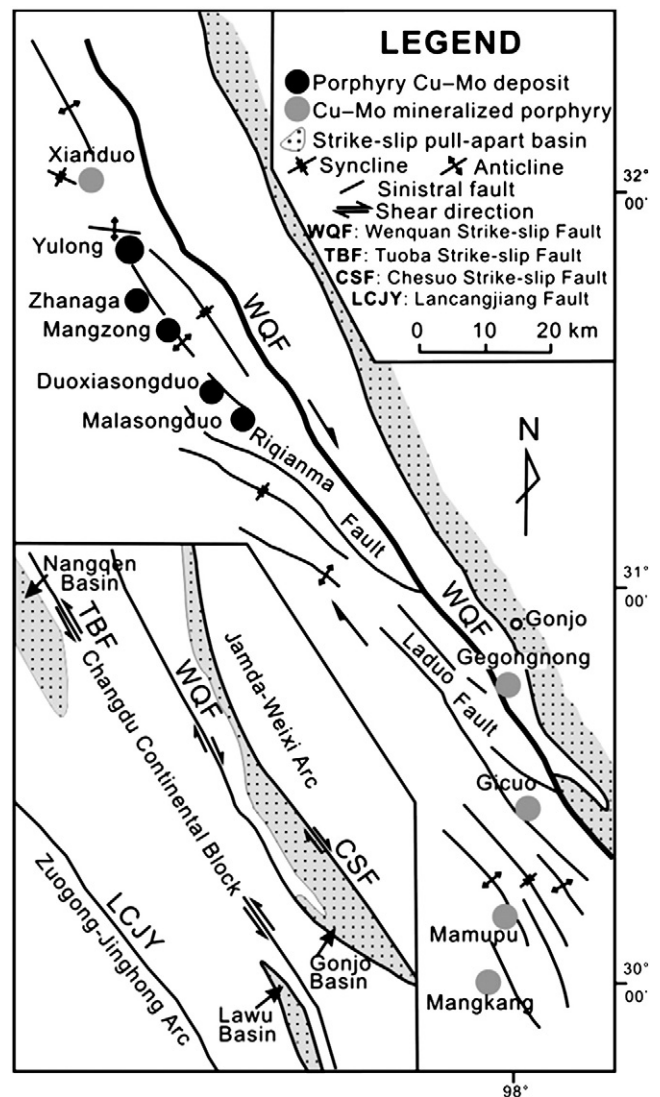 LEGEND
Porphyry Cu–Mo deposit
Cu–Mo mineralized porphyry
Strike-slip pull-apart basin
Syncline Anticline
Sinistral fault
Shear direction
WQF: Wenquan Strike-slip Fault
TBF: Tuoba Strike-slip Fault
CSF: Chesuo Strike-slip Fault
LCJY: Lancangjiang Fault
0 10 20 km
32°
00'
Xianduo
Yulong
Zhanaga
Mangzong
Duoxiasongduo
Malasongduo
WQF
Riqianma
Fault
N
31°
00'
WQF
Gonjo
Gegongnong
Laduo
Fault
Gicuo
Mamupu
Mangkang
30°
00'
98°
Nangqen
Basin
TBF
WQF
Jamda-Weixi Arc
Changdu Continental Block
CSF
LCJY
Zuogong-Jinghong Arc
Gonjo
Basin
Lawu
Basin